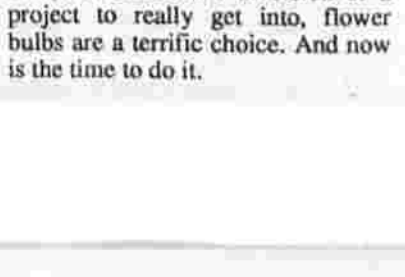 project to really get into, flower
bulbs are a terrific choice. And now
is the time to do it.